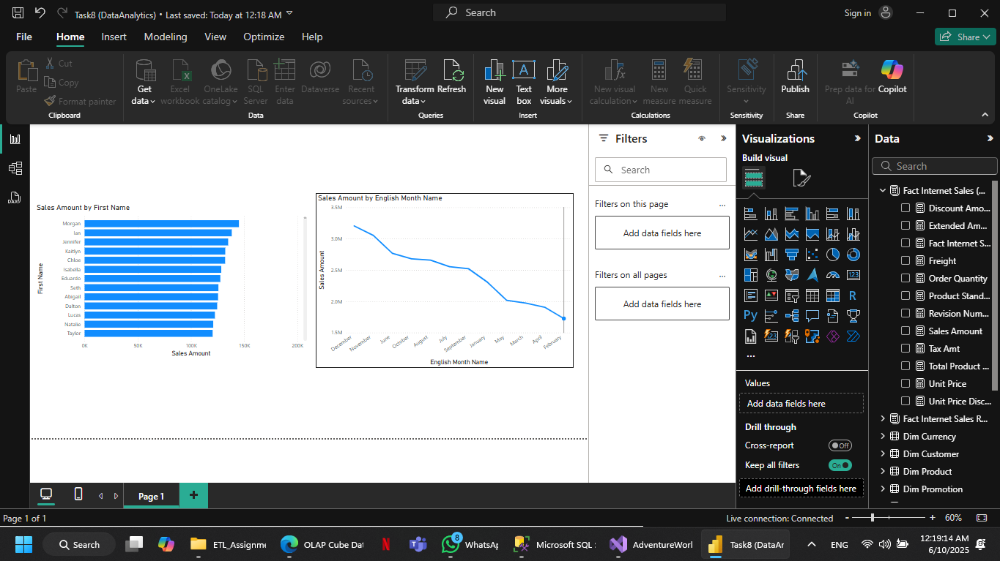 Task8 (DataAnalytics) • Last saved: Today at 12:18 AM
Search
Sign in
File
Home
Insert
Modeling
View
Optimize
Help
Share
Paste
Cut
Copy
Format painter
Clipboard
Get data
Excel workbook
OneLake catalog
SQL Server
Enter data
Dataverse
Recent sources
Data
Transform data
Refresh
Queries
New visual
Text box
More visuals
Insert
New visual calculation
New measure
Quick measure
Calculations
Sensitivity
Sensitivity
Publish
Share
Prep data for AI
Copilot
Copilot
Sales Amount by First Name
First Name
Morgan
Ian
Jennifer
Kaitlyn
Chloe
Isabella
Eduardo
Seth
Abigail
Dalton
Lucas
Natalie
Taylor
0K 50K 100K 150K 200K
Sales Amount
Sales Amount by English Month Name
3.5M
3.0M
2.5M
2.0M
1.5M
Sales Amount
December November June October August July September January May March April February
English Month Name
Filters
Search
Filters on this page
...
Add data fields here
Filters on all pages
...
Add data fields here
Visualizations
Build visual
R
Py
123
...
Values
Add data fields here
Drill through
Cross-report
Off
Keep all filters
On
Add drill-through fields here
Data
Search
Fact Internet Sales (...
Discount Amo...
Extended Am...
Fact Internet S...
Freight
Order Quantity
Product Stand...
Revision Num...
Sales Amount
Tax Amt
Total Product ...
Unit Price
Unit Price Disc...
Fact Internet Sales R...
Dim Currency
Dim Customer
Dim Product
Dim Promotion
Page 1
Page 1 of 1
Live connection: Connected
- + 60%
Search
ETL_Assignme
OLAP Cube Dat
8
WhatsAp
Microsoft SQL S
AdventureWorl
Task8 (DataAr
ENG
12:19:14 AM
6/10/2025